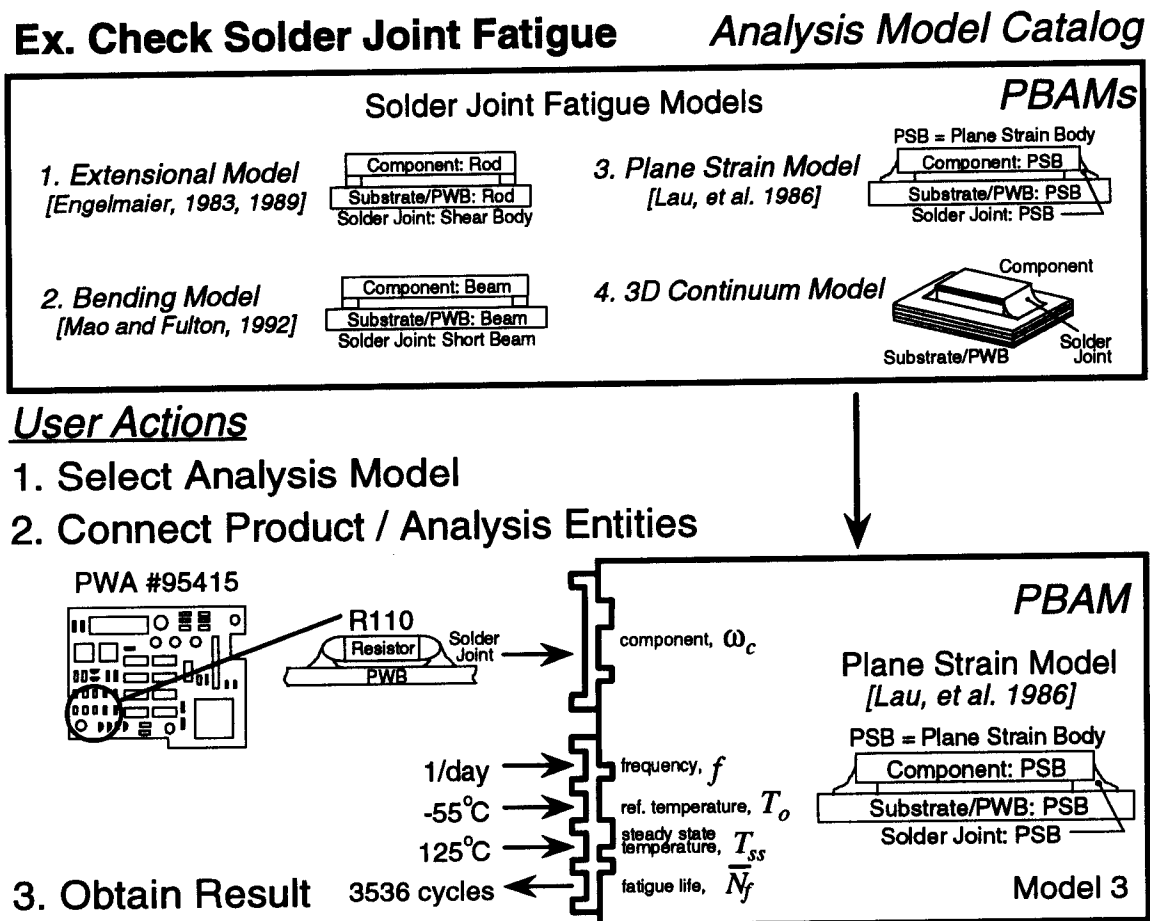 Ex. Check Solder Joint Fatigue
Analysis Model Catalog
PBAMs
Solder Joint Fatigue Models
1. Extensional Model
[Engelmaier, 1983, 1989]
Component: Rod
Substrate/PWB: Rod
Solder Joint: Shear Body
2. Bending Model
[Mao and Fulton, 1992]
Component: Beam
Substrate/PWB: Beam
Solder Joint: Short Beam
3. Plane Strain Model
[Lau, et al. 1986]
PSB = Plane Strain Body
Component: PSB
Substrate/PWB: PSB
Solder Joint: PSB
4. 3D Continuum Model
Component
Solder
Joint
Substrate/PWB
User Actions
1. Select Analysis Model
2. Connect Product / Analysis Entities
PWA #95415
R110
Resistor
Solder
Joint
PWB
component, ωc
1/day
frequency, f
-55°C
ref. temperature, To
125°C
steady state
temperature, Tss
3. Obtain Result
3536 cycles
fatigue life, N̅f
PBAM
Plane Strain Model
[Lau, et al. 1986]
PSB = Plane Strain Body
Component: PSB
Substrate/PWB: PSB
Solder Joint: PSB
Model 3